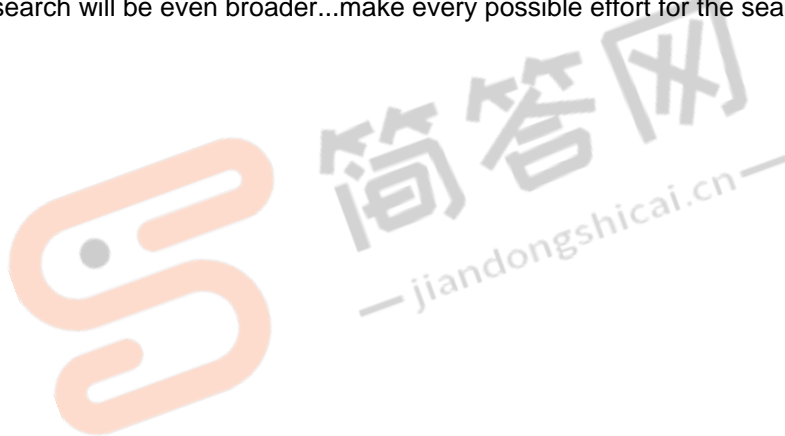 search will be even broader...make every possible effort for the sea
简答网
jiandongshicai.cn